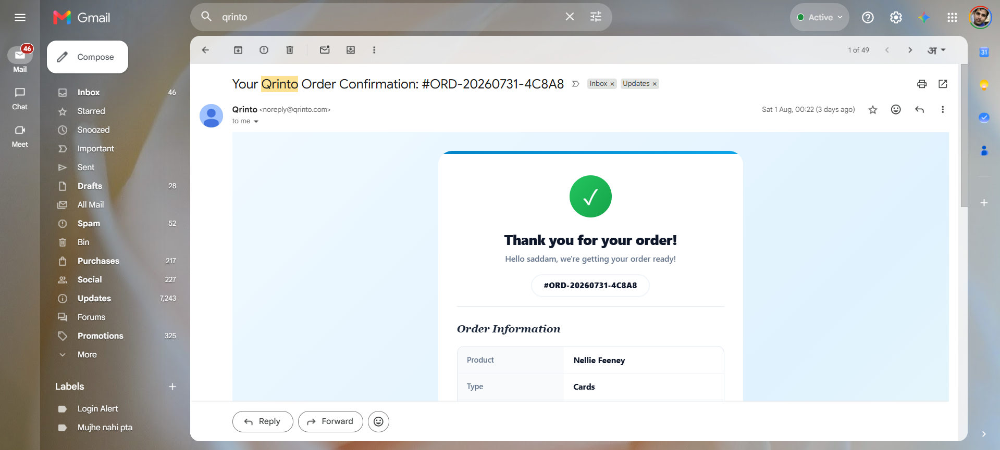 Gmail
qrinto
Active
46
Mail
Chat
Meet
Compose
Inbox 46
Starred
Snoozed
Important
Sent
Drafts 28
All Mail
Spam 52
Bin
Purchases 217
Social 227
Updates 7,243
Forums
Promotions 325
More
Labels
Login Alert
Mujhe nahi pta
1 of 49
अ
Your Qrinto Order Confirmation: #ORD-20260731-4C8A8
Inbox × Updates ×
Qrinto <noreply@qrinto.com>
Sat 1 Aug, 00:22 (3 days ago)
to me
Thank you for your order!
Hello saddam, we're getting your order ready!
#ORD-20260731-4C8A8
Order Information
Product Nellie Feeney
Type Cards
Reply
Forward
31